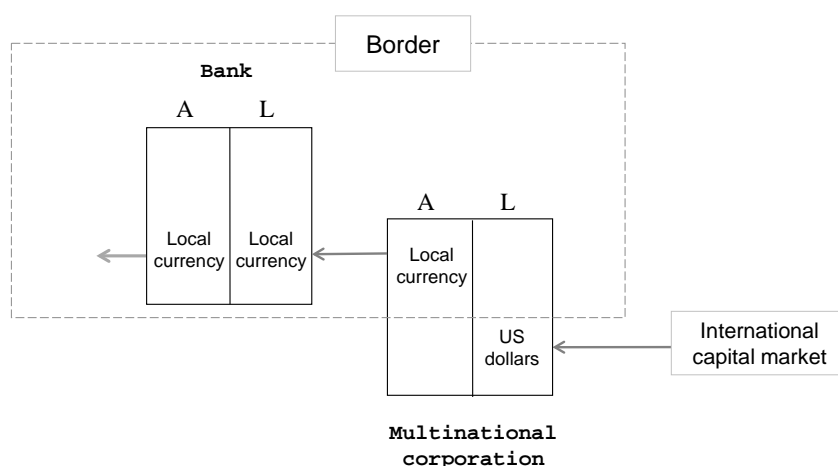 Border
Bank
A L
A L
Local
currency
Local
currency
Local
currency
US
dollars
International
capital market
Multinational
corporation